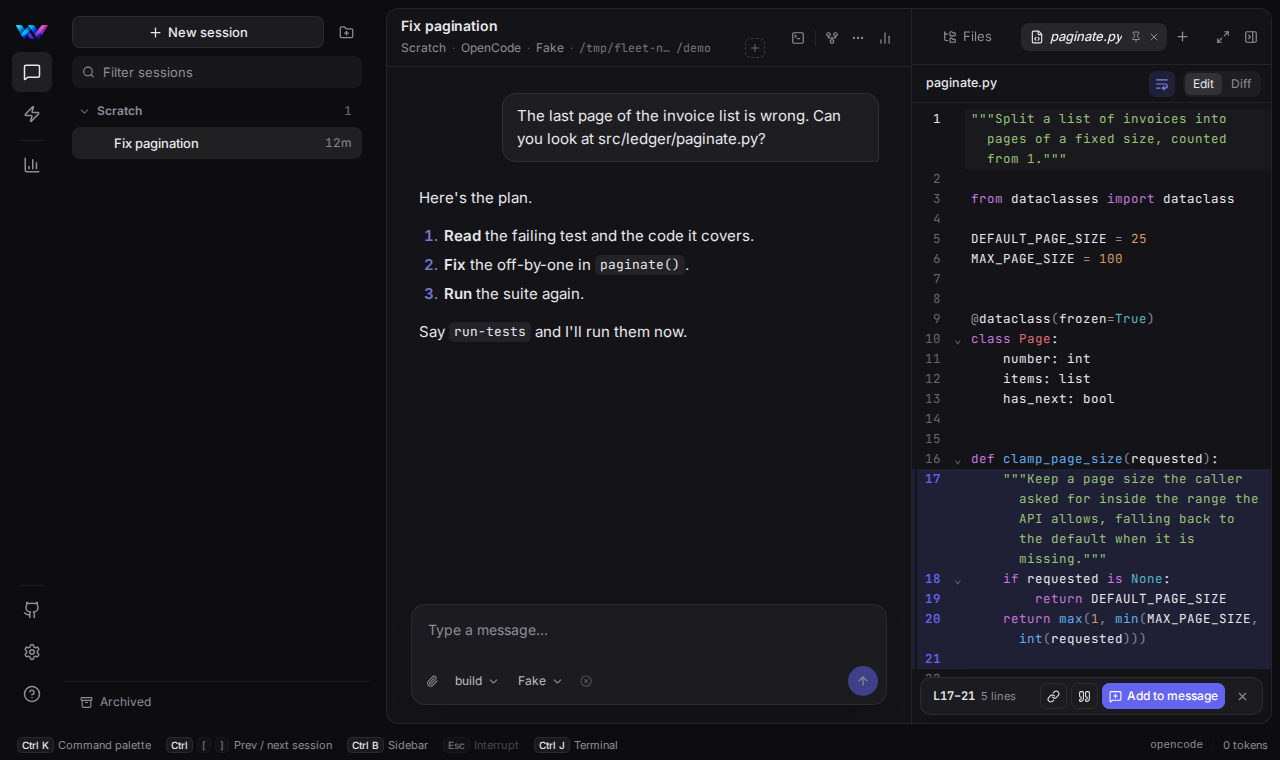 New session
Filter sessions
Scratch 1
Fix pagination 12m
Archived
Fix pagination
Scratch · OpenCode · Fake · /tmp/fleet-n… /demo
The last page of the invoice list is wrong. Can
you look at src/ledger/paginate.py?
Here's the plan.
1. Read the failing test and the code it covers.
2. Fix the off-by-one in paginate().
3. Run the suite again.
Say run-tests and I'll run them now.
Type a message...
build Fake
Files paginate.py
paginate.py Edit Diff
1 """Split a list of invoices into
pages of a fixed size, counted
from 1."""
2
3 from dataclasses import dataclass
4
5 DEFAULT_PAGE_SIZE = 25
6 MAX_PAGE_SIZE = 100
7
8
9 @dataclass(frozen=True)
10 class Page:
11 number: int
12 items: list
13 has_next: bool
14
15
16 def clamp_page_size(requested):
17 """Keep a page size the caller
asked for inside the range the
API allows, falling back to
the default when it is
missing."""
18 if requested is None:
19 return DEFAULT_PAGE_SIZE
20 return max(1, min(MAX_PAGE_SIZE,
int(requested)))
21
L17–21 5 lines Add to message
Ctrl K Command palette Ctrl [ ] Prev / next session Ctrl B Sidebar Esc Interrupt Ctrl J Terminal opencode 0 tokens